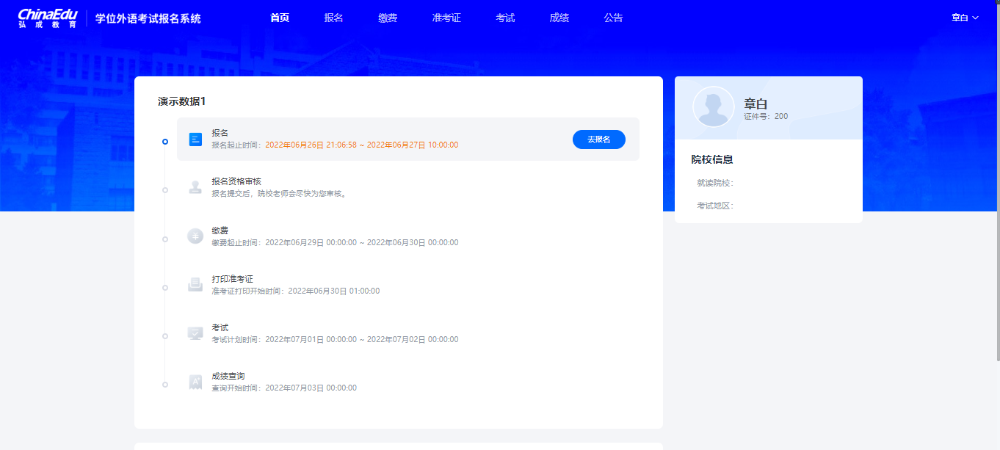 ChinaEdu 弘成教育 学位外语考试报名系统 首页 报名 缴费 准考证 考试 成绩 公告 章白
演示数据1
报名
报名起止时间：2022年06月26日 21:06:58 ~ 2022年06月27日 10:00:00
去报名
报名资格审核
报名提交后，院校老师会尽快为您审核。
缴费
缴费起止时间：2022年06月29日 00:00:00 ~ 2022年06月30日 00:00:00
打印准考证
准考证打印开始时间：2022年06月30日 01:00:00
考试
考试计划时间：2022年07月01日 00:00:00 ~ 2022年07月02日 00:00:00
成绩查询
查询开始时间：2022年07月03日 00:00:00
章白
证件号：200
院校信息
就读院校：
考试地区：